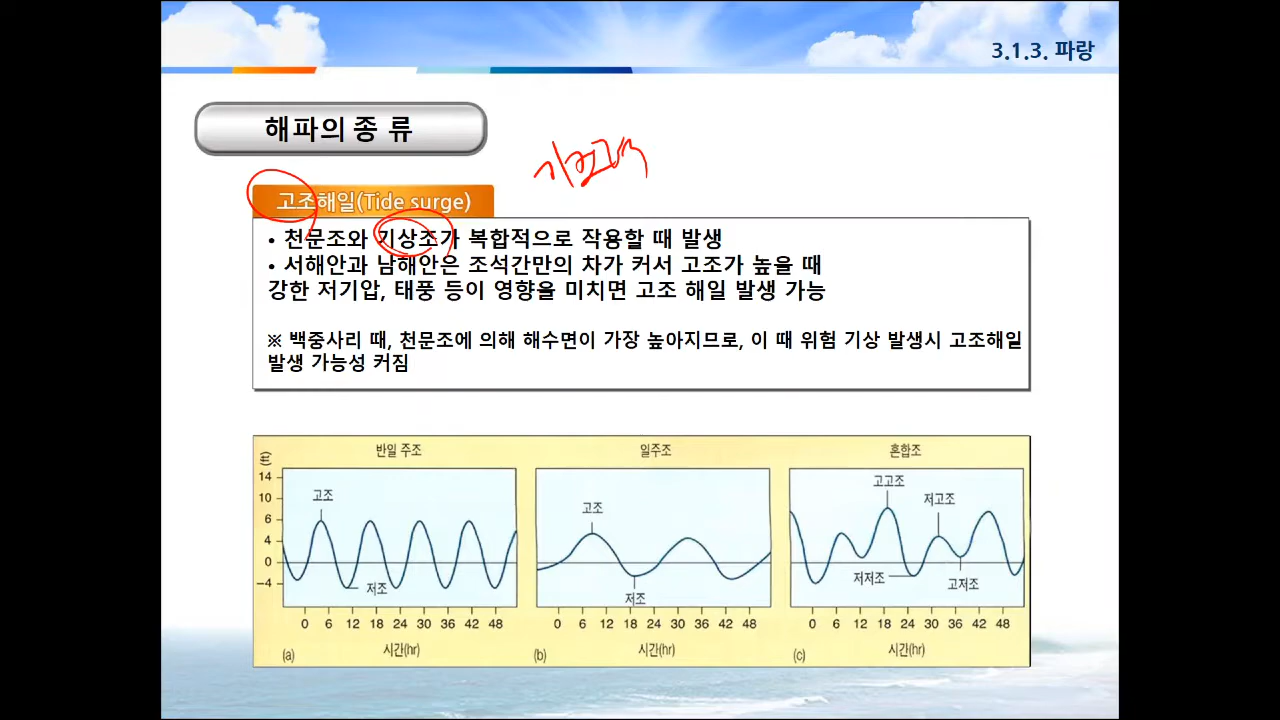 3.1.3. 파랑
해파의 종 류
고조해일(Tide surge)
• 천문조와 기상조가 복합적으로 작용할 때 발생
• 서해안과 남해안은 조석간만의 차가 커서 고조가 높을 때
강한 저기압, 태풍 등이 영향을 미치면 고조 해일 발생 가능
※ 백중사리 때, 천문조에 의해 해수면이 가장 높아지므로, 이 때 위험 기상 발생시 고조해일
발생 가능성 커짐
반일 주조
(ft)
14
10
6
4
0
−4
고조
저조
0 6 12 18 24 30 36 42 48
시간(hr)
(a)
일주조
고조
저조
0 6 12 18 24 30 36 42 48
시간(hr)
(b)
혼합조
고고조
저고조
저저조
고저조
0 6 12 18 24 30 36 42 48
시간(hr)
(c)